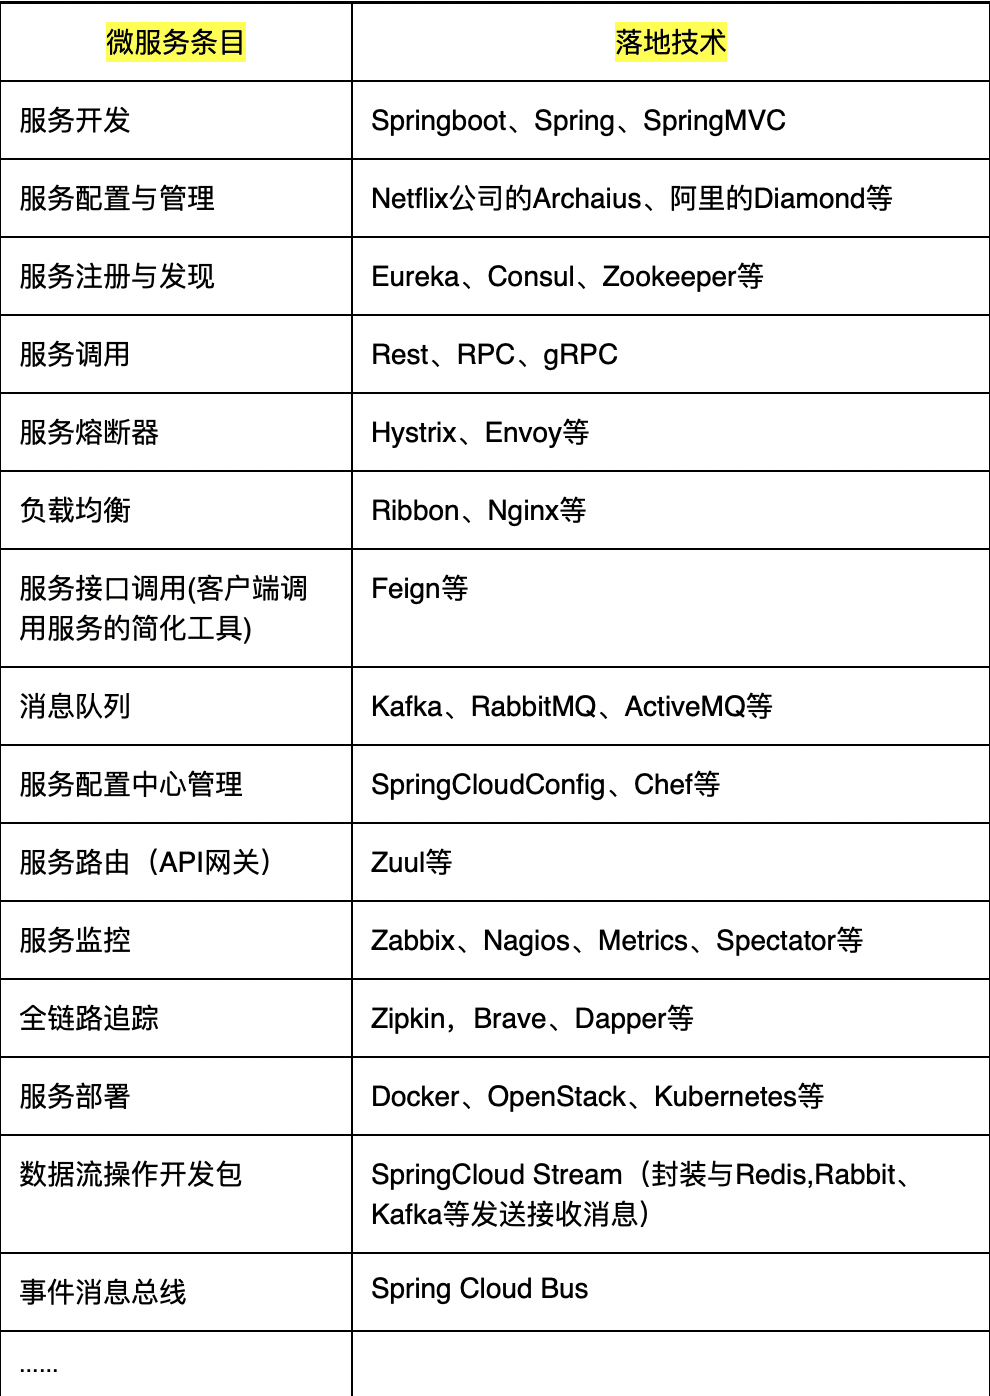 微服务条目
落地技术
服务开发
Springboot、Spring、SpringMVC
服务配置与管理
Netflix公司的Archaius、阿里的Diamond等
服务注册与发现
Eureka、Consul、Zookeeper等
服务调用
Rest、RPC、gRPC
服务熔断器
Hystrix、Envoy等
负载均衡
Ribbon、Nginx等
服务接口调用(客户端调
用服务的简化工具)
Feign等
消息队列
Kafka、RabbitMQ、ActiveMQ等
服务配置中心管理
SpringCloudConfig、Chef等
服务路由（API网关）
Zuul等
服务监控
Zabbix、Nagios、Metrics、Spectator等
全链路追踪
Zipkin，Brave、Dapper等
服务部署
Docker、OpenStack、Kubernetes等
数据流操作开发包
SpringCloud Stream（封装与Redis,Rabbit、
Kafka等发送接收消息）
事件消息总线
Spring Cloud Bus
......